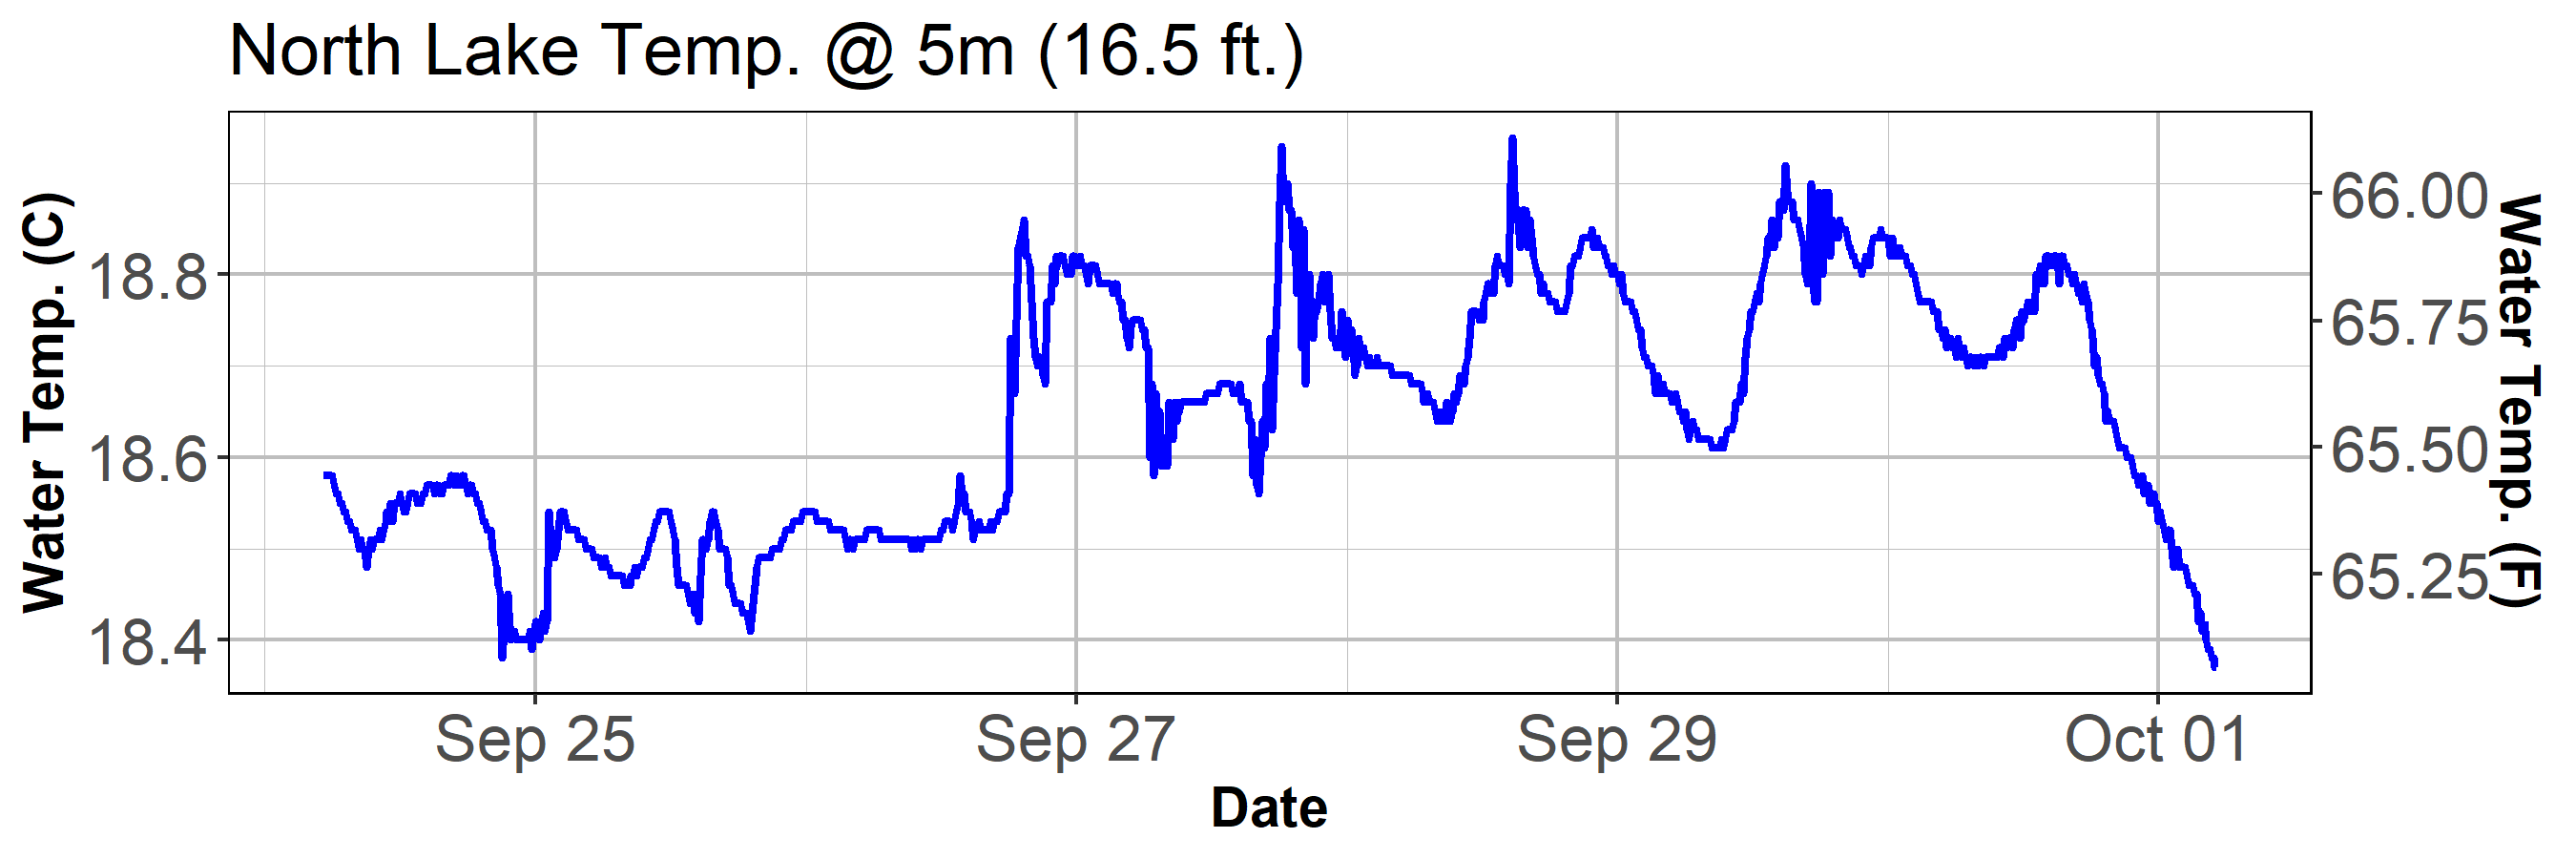 North Lake Temp. @ 5m (16.5 ft.)
Water Temp. (C)
18.8
18.6
18.4
66.00
65.75
65.50
65.25
Water Temp. (F)
Sep 25
Sep 27
Sep 29
Oct 01
Date